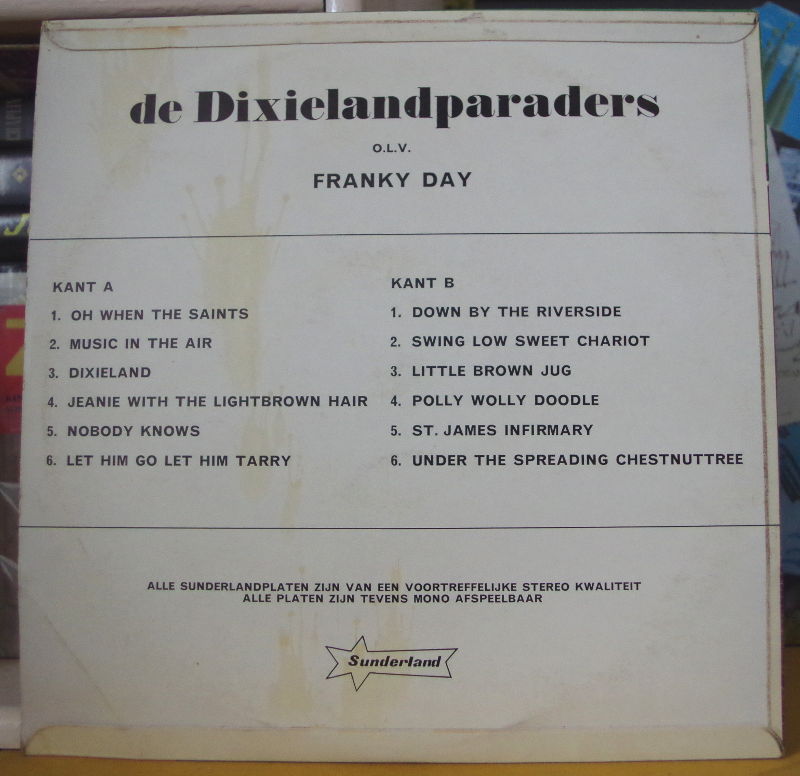 de Dixielandparaders
O.L.V.
FRANKY DAY
KANT A
1. OH WHEN THE SAINTS
2. MUSIC IN THE AIR
3. DIXIELAND
4. JEANIE WITH THE LIGHTBROWN HAIR
5. NOBODY KNOWS
6. LET HIM GO LET HIM TARRY
KANT B
1. DOWN BY THE RIVERSIDE
2. SWING LOW SWEET CHARIOT
3. LITTLE BROWN JUG
4. POLLY WOLLY DOODLE
5. ST. JAMES INFIRMARY
6. UNDER THE SPREADING CHESTNUTTREE
ALLE SUNDERLANDPLATEN ZIJN VAN EEN VOORTREFFELIJKE STEREO KWALITEIT
ALLE PLATEN ZIJN TEVENS MONO AFSPEELBAAR
Sunderland